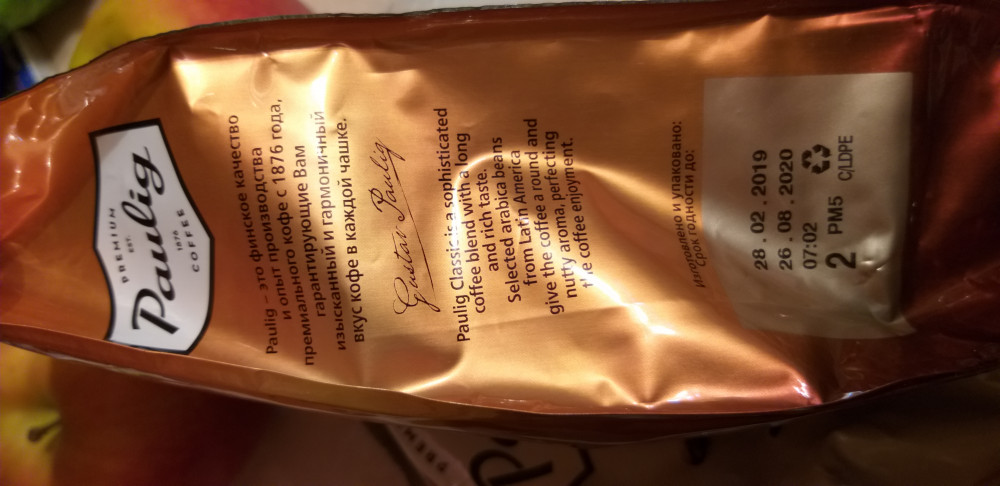 PREMIUM
EST. 1876
Paulig
COFFEE
Paulig – это финское качество
и опыт производства
премиального кофе с 1876 года,
гарантирующие Вам
изысканный и гармоничный
вкус кофе в каждой чашке.
Gustav Paulig
Paulig Classic is a sophisticated
coffee blend with a long
and rich taste.
Selected arabica beans
from Latin America
give the coffee a round and
nutty aroma, perfecting
the coffee enjoyment.
Изготовлено и упаковано:
Срок годности до:
28.02.2019
26.08.2020
07:02
2 PM5
C/LDPE